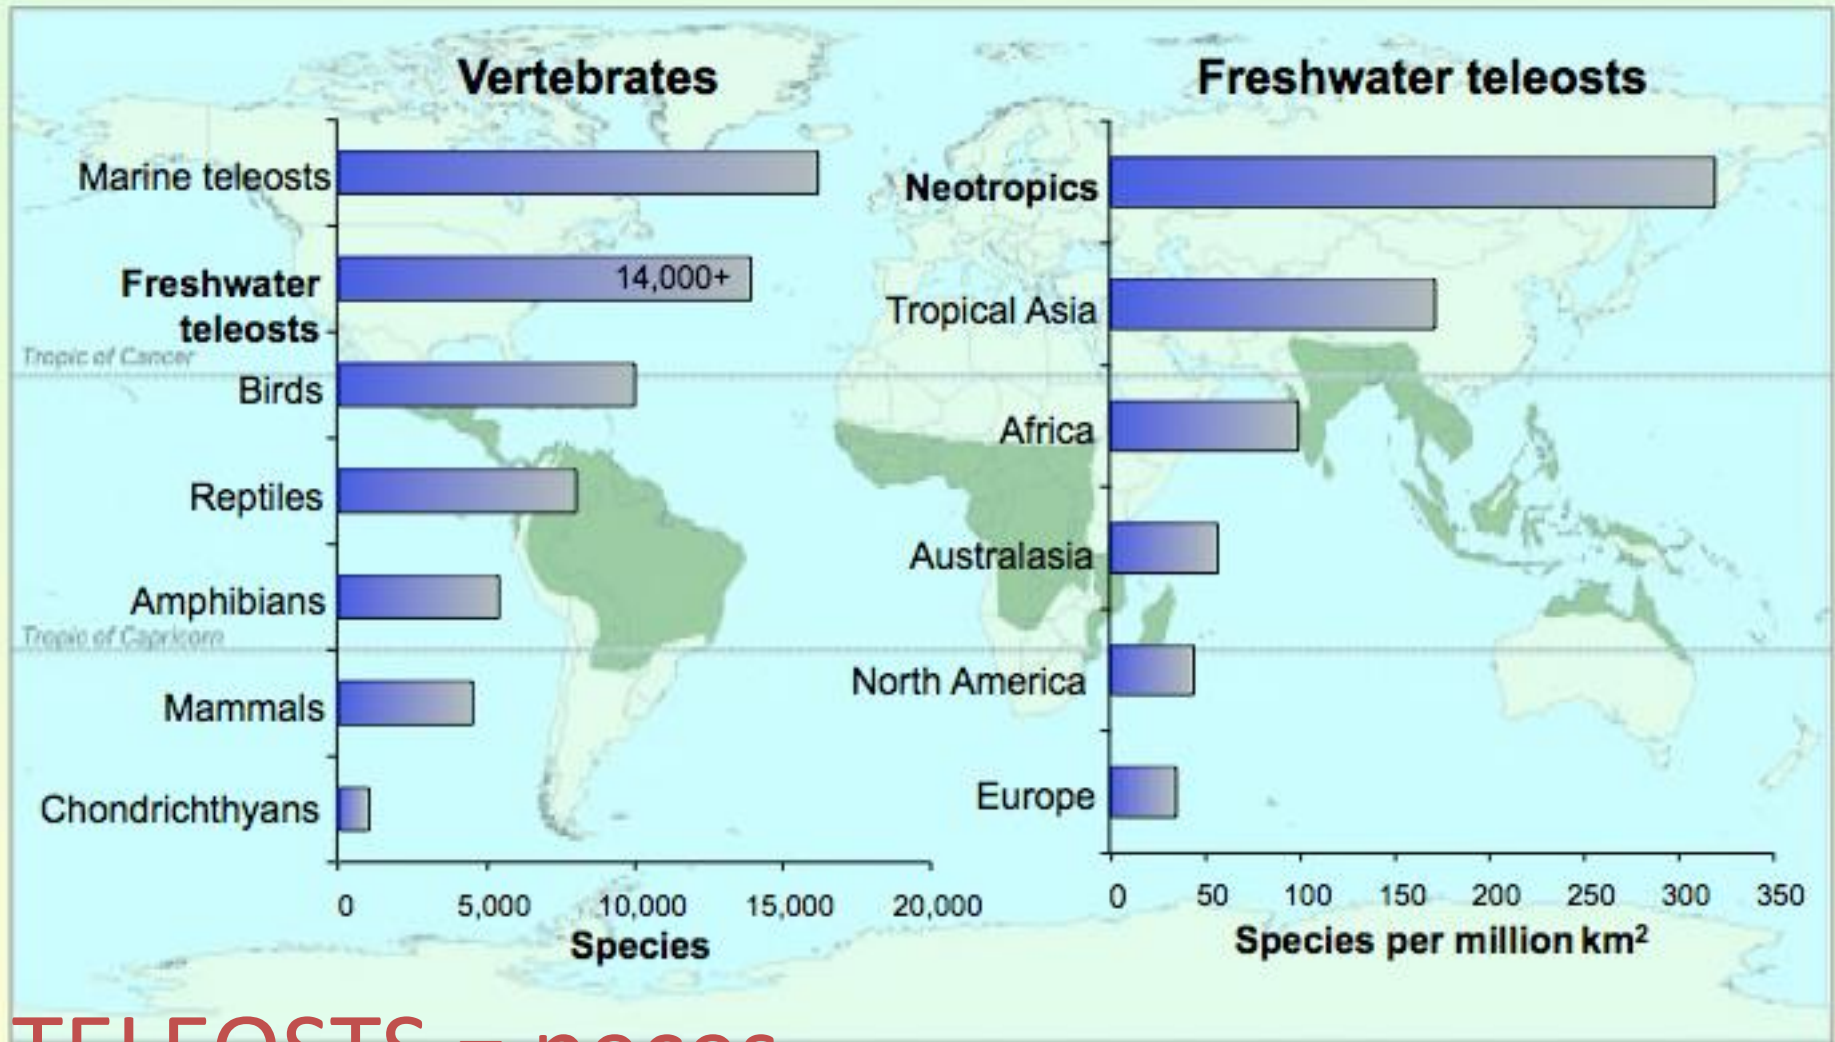 Vertebrates
Marine teleosts
Freshwater
teleosts
14,000+
Tropic of Cancer
Birds
Reptiles
Amphibians
Tropic of Capricorn
Mammals
Chondrichthyans
0 5,000 10,000 15,000 20,000
Species
Freshwater teleosts
Neotropics
Tropical Asia
Africa
Australasia
North America
Europe
0 50 100 150 200 250 300 350
Species per million km²
TELEOSTS = peces